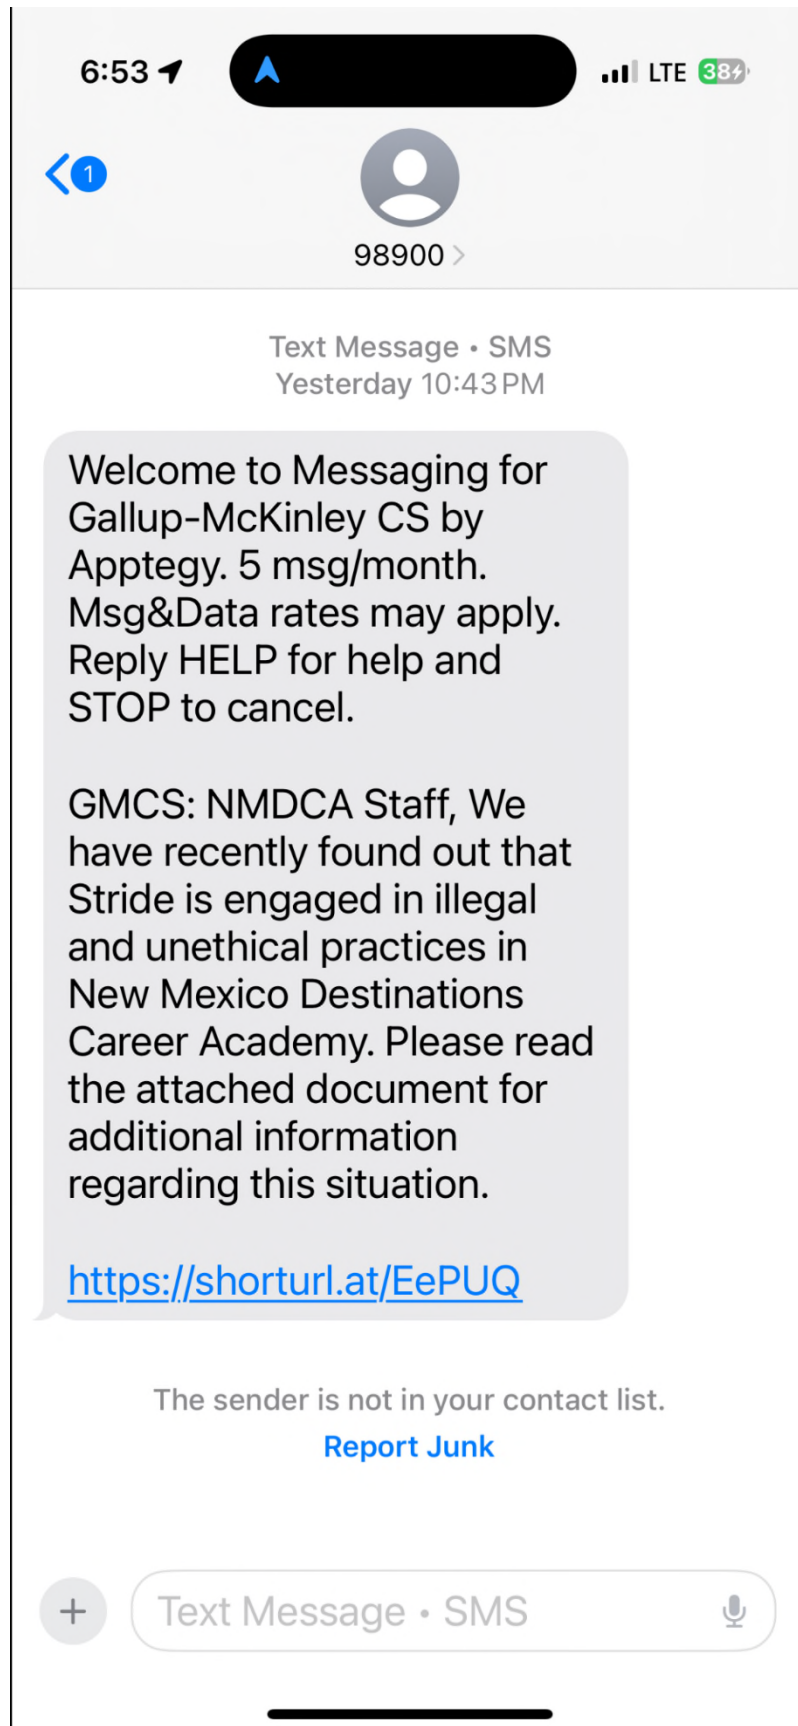 6:53
LTE 38
1
98900
Text Message • SMS
Yesterday 10:43 PM
Welcome to Messaging for
Gallup-McKinley CS by
Apptegy. 5 msg/month.
Msg&Data rates may apply.
Reply HELP for help and
STOP to cancel.
GMCS: NMDCA Staff, We
have recently found out that
Stride is engaged in illegal
and unethical practices in
New Mexico Destinations
Career Academy. Please read
the attached document for
additional information
regarding this situation.
https://shorturl.at/EePUQ
The sender is not in your contact list.
Report Junk
Text Message • SMS